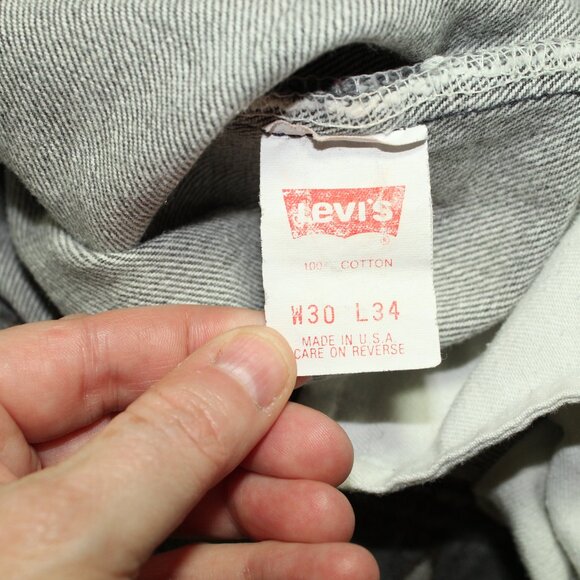 Levi's
®
100% COTTON
W30 L34
MADE IN U.S.A.
CARE ON REVERSE